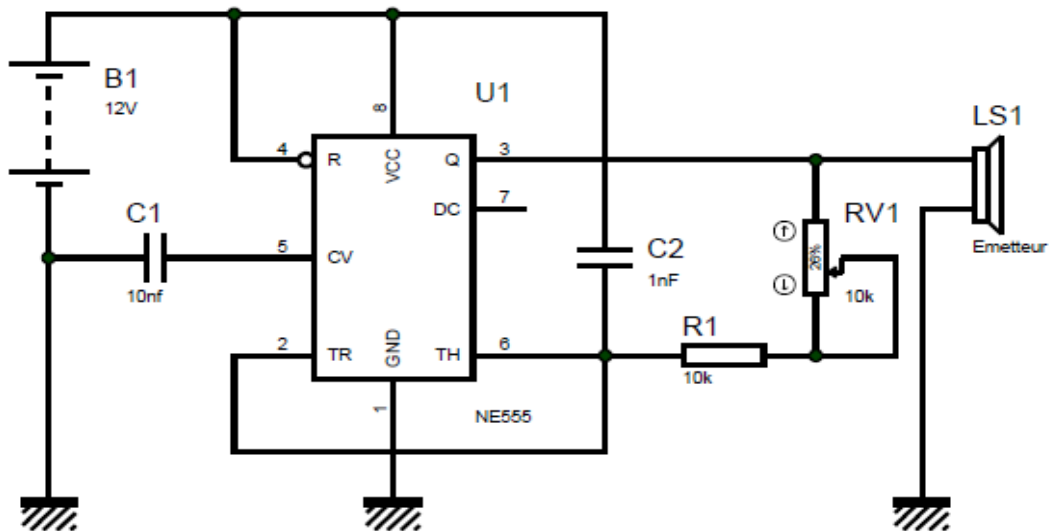 B1
12V
U1
LS1
8
4
R
VCC
Q
3
DC
7
RV1
C1
5
CV
10nf
C2
1nF
26%
10k
Emetteur
R1
2
TR
GND
TH
6
10k
1
NE555